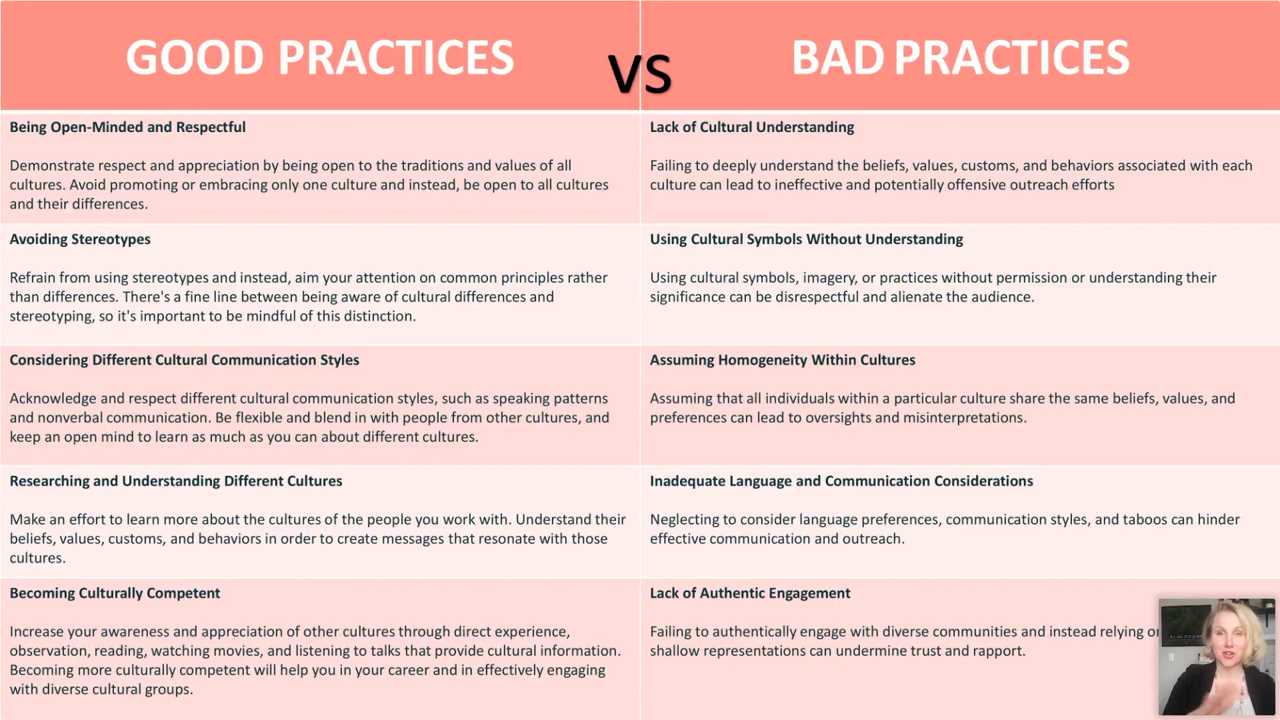 GOOD PRACTICES
VS
BAD PRACTICES
Being Open-Minded and Respectful
Demonstrate respect and appreciation by being open to the traditions and values of all
cultures. Avoid promoting or embracing only one culture and instead, be open to all cultures
and their differences.
Lack of Cultural Understanding
Failing to deeply understand the beliefs, values, customs, and behaviors associated with each
culture can lead to ineffective and potentially offensive outreach efforts
Avoiding Stereotypes
Refrain from using stereotypes and instead, aim your attention on common principles rather
than differences. There's a fine line between being aware of cultural differences and
stereotyping, so it's important to be mindful of this distinction.
Using Cultural Symbols Without Understanding
Using cultural symbols, imagery, or practices without permission or understanding their
significance can be disrespectful and alienate the audience.
Considering Different Cultural Communication Styles
Acknowledge and respect different cultural communication styles, such as speaking patterns
and nonverbal communication. Be flexible and blend in with people from other cultures, and
keep an open mind to learn as much as you can about different cultures.
Assuming Homogeneity Within Cultures
Assuming that all individuals within a particular culture share the same beliefs, values, and
preferences can lead to oversights and misinterpretations.
Researching and Understanding Different Cultures
Make an effort to learn more about the cultures of the people you work with. Understand their
beliefs, values, customs, and behaviors in order to create messages that resonate with those
cultures.
Inadequate Language and Communication Considerations
Neglecting to consider language preferences, communication styles, and taboos can hinder
effective communication and outreach.
Becoming Culturally Competent
Increase your awareness and appreciation of other cultures through direct experience,
observation, reading, watching movies, and listening to talks that provide cultural information.
Becoming more culturally competent will help you in your career and in effectively engaging
with diverse cultural groups.
Lack of Authentic Engagement
Failing to authentically engage with diverse communities and instead relying
shallow representations can undermine trust and rapport.